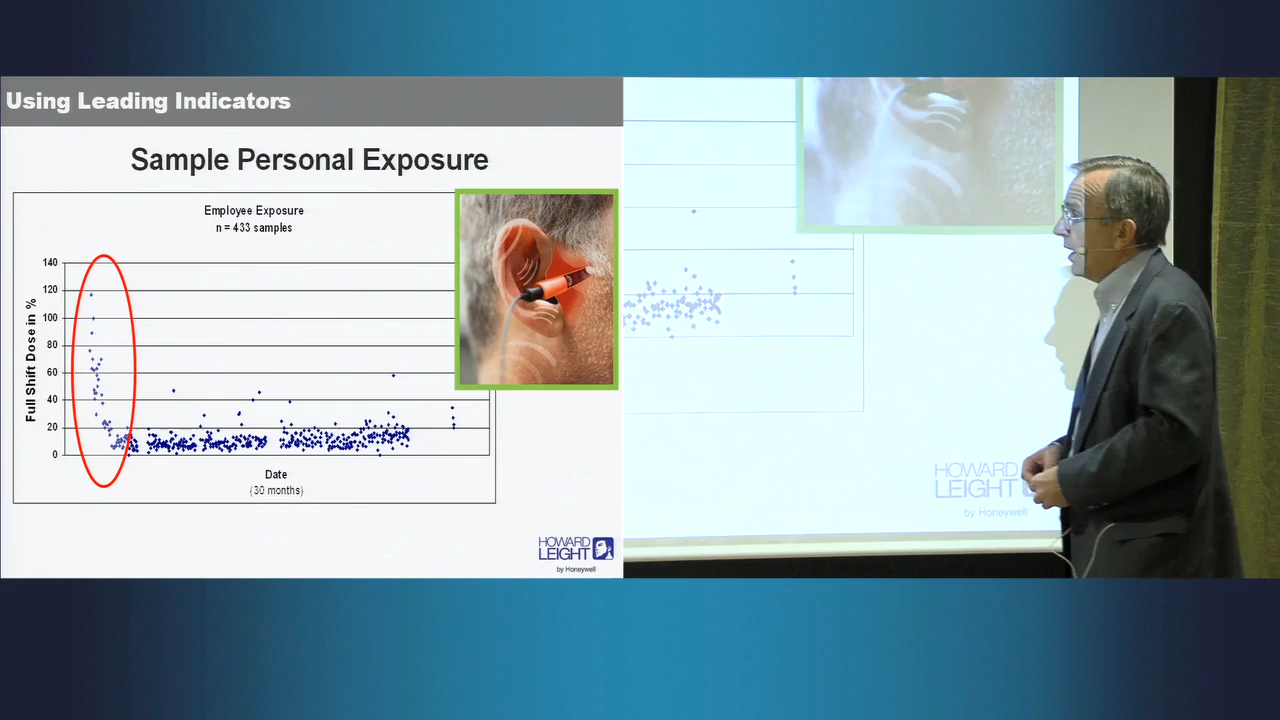 Using Leading Indicators
Sample Personal Exposure
Employee Exposure
n = 433 samples
140
120
100
80
60
40
20
0
Full Shift Dose in %
Date
(30 months)
HOWARD
LEIGHT
by Honeywell
HOWARD
LEIGHT
by Honeywell